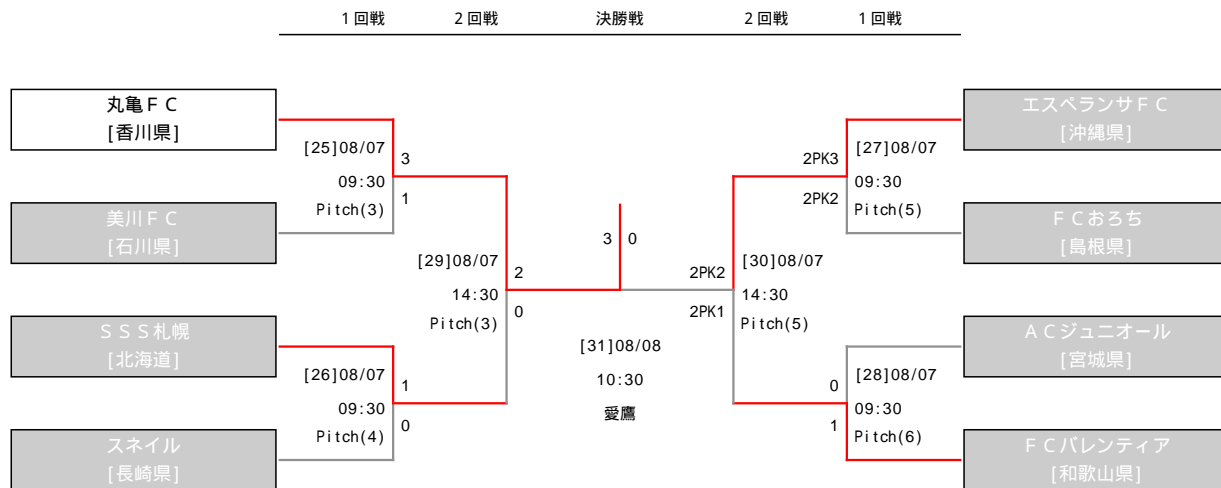 １回戦 ２回戦 決勝戦 ２回戦 １回戦
丸亀ＦＣ
[香川県]
[25]08/07
09:30
Pitch(3)
3
1
美川ＦＣ
[石川県]
[29]08/07
14:30
Pitch(3)
2
0
ＳＳＳ札幌
[北海道]
[26]08/07
09:30
Pitch(4)
1
0
スネイル
[長崎県]
3 0
[31]08/08
10:30
愛鷹
エスペランサＦＣ
[沖縄県]
2PK3
2PK2
[27]08/07
09:30
Pitch(5)
ＦＣおろち
[島根県]
2PK2
2PK1
[30]08/07
14:30
Pitch(5)
ＡＣジュニオール
[宮城県]
0
1
[28]08/07
09:30
Pitch(6)
ＦＣバレンティア
[和歌山県]